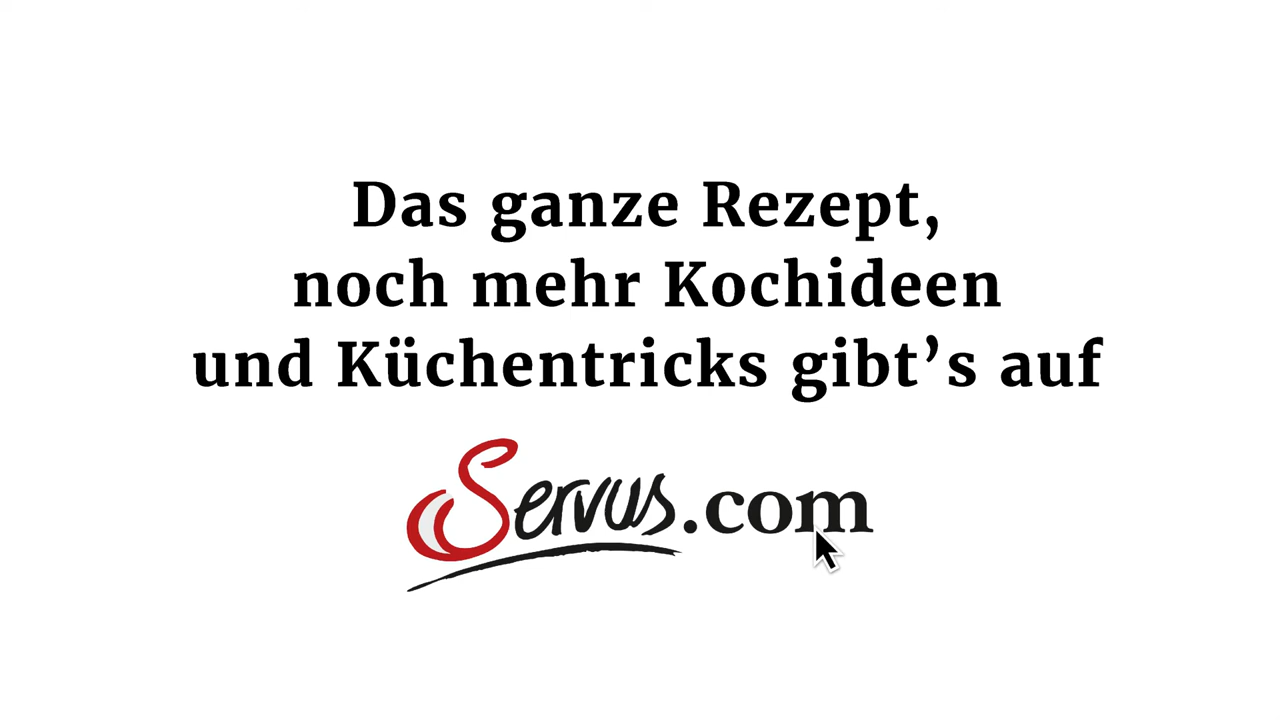 Das ganze Rezept,
noch mehr Kochideen
und Küchentricks gibt’s auf
Servus.com